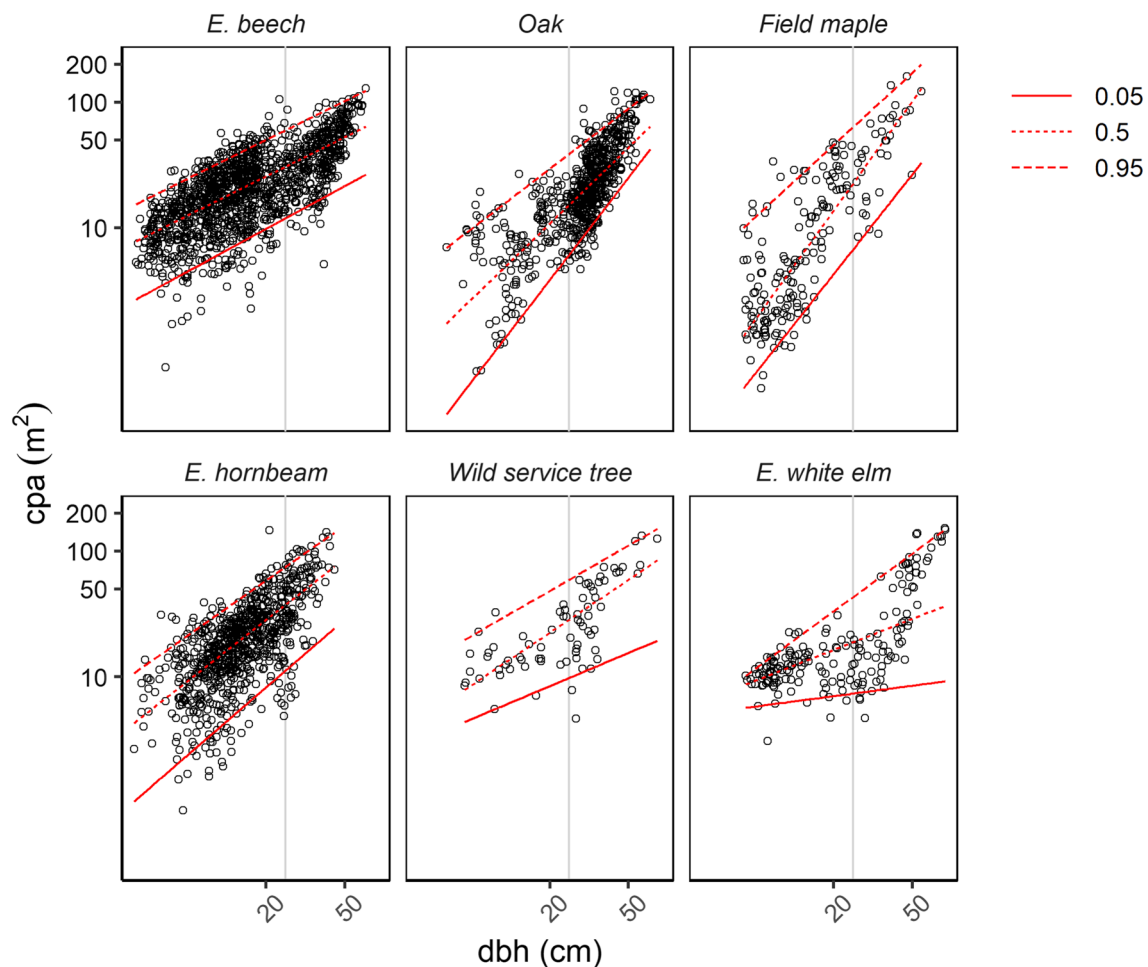 E. beech Oak Field maple
200
100
50
10
0.05
0.5
0.95
cpa (m²)
E. hornbeam Wild service tree E. white elm
200
100
50
10
20 50 20 50 20 50
dbh (cm)